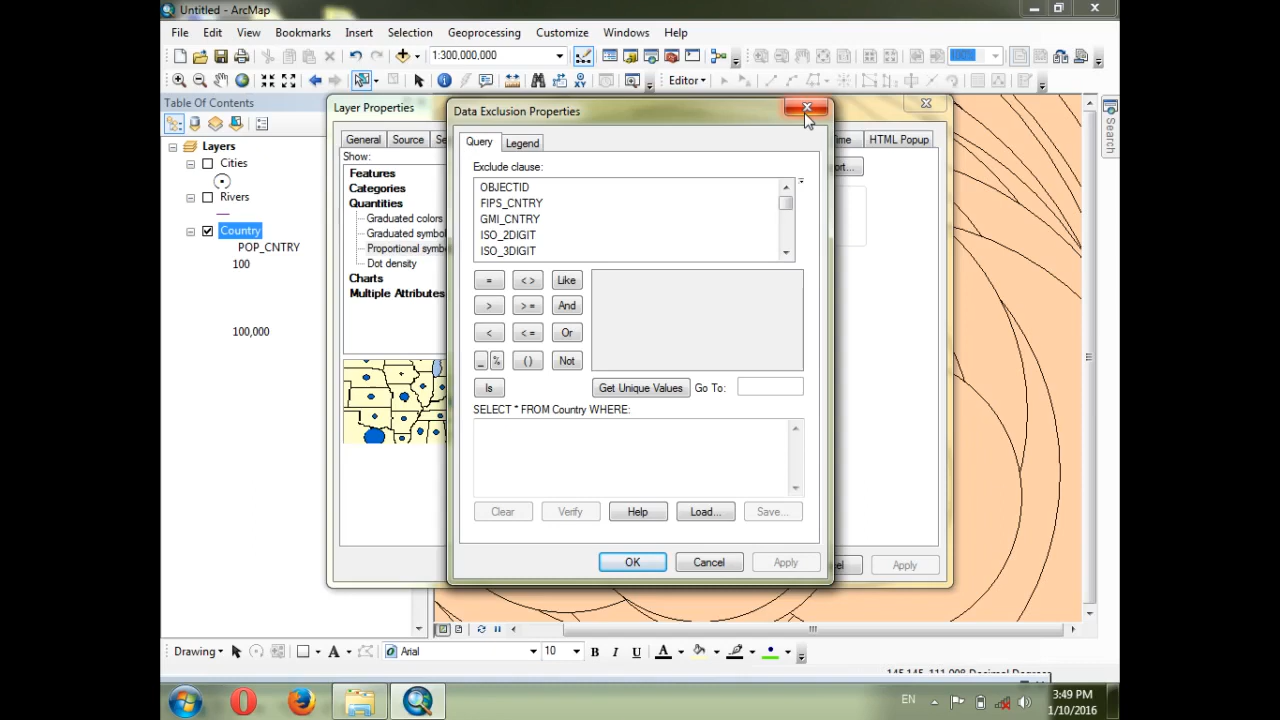 Untitled - ArcMap
File Edit View Bookmarks Insert Selection Geoprocessing Customize Windows Help
1:300,000,000 100%
Editor
Table Of Contents
Layers
Cities
Rivers
Country
POP_CNTRY
100
100,000
Layer Properties
General Source
HTML Popup
Show:
Features
Categories
Quantities
Graduated colors
Graduated symbol
Proportional symb
Dot density
Charts
Multiple Attributes
Data Exclusion Properties
Query Legend
Exclude clause:
OBJECTID
FIPS_CNTRY
GMI_CNTRY
ISO_2DIGIT
ISO_3DIGIT
= < > Like
> > = And
< < = Or
_ % ( ) Not
Is Get Unique Values Go To:
SELECT * FROM Country WHERE:
Clear Verify Help Load... Save...
OK Cancel Apply
Apply
Search
Drawing Arial 10 B I U A
EN
3:49 PM
1/10/2016